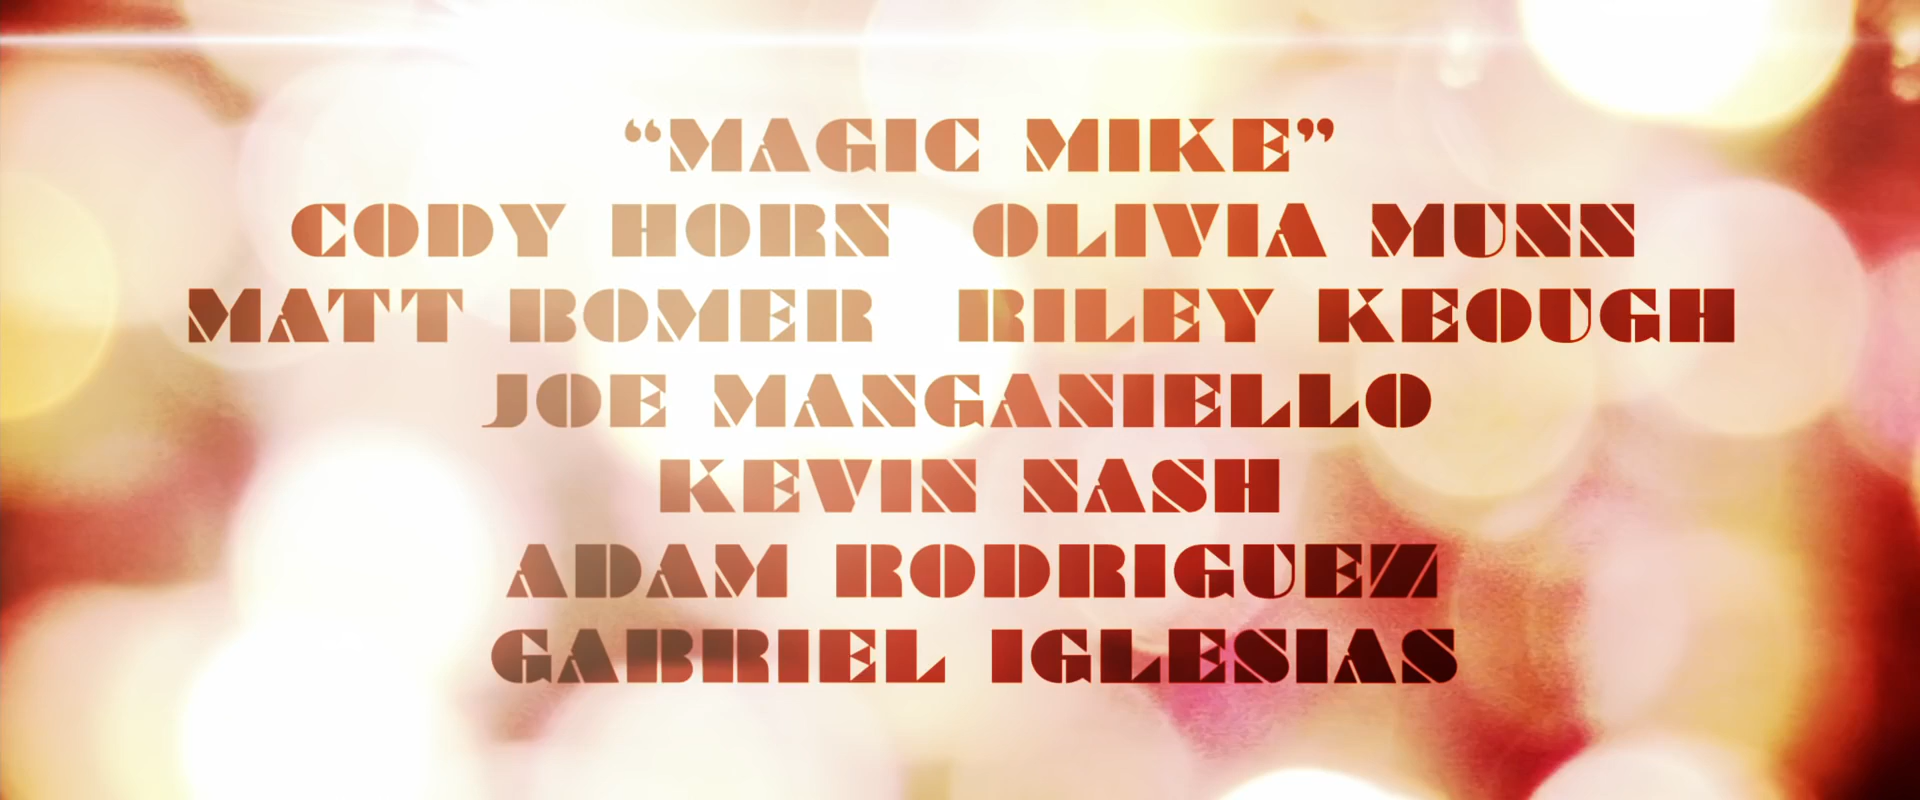 “MAGIC MIKE”
CODY HORN OLIVIA MUNN
MATT BOMER RILEY KEOUGH
JOE MANGANIELLO
KEVIN NASH
ADAM RODRIGUEZ
GABRIEL IGLESIAS